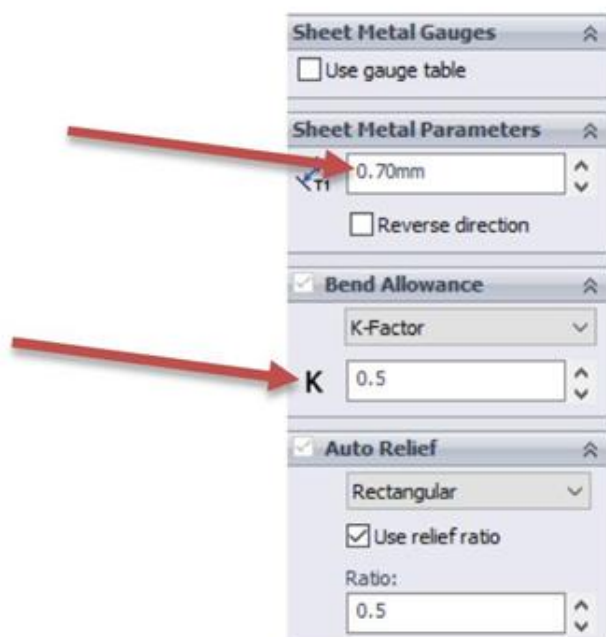 Sheet Metal Gauges
Use gauge table
Sheet Metal Parameters
T1 0.70mm
Reverse direction
Bend Allowance
K-Factor
K 0.5
Auto Relief
Rectangular
Use relief ratio
Ratio:
0.5